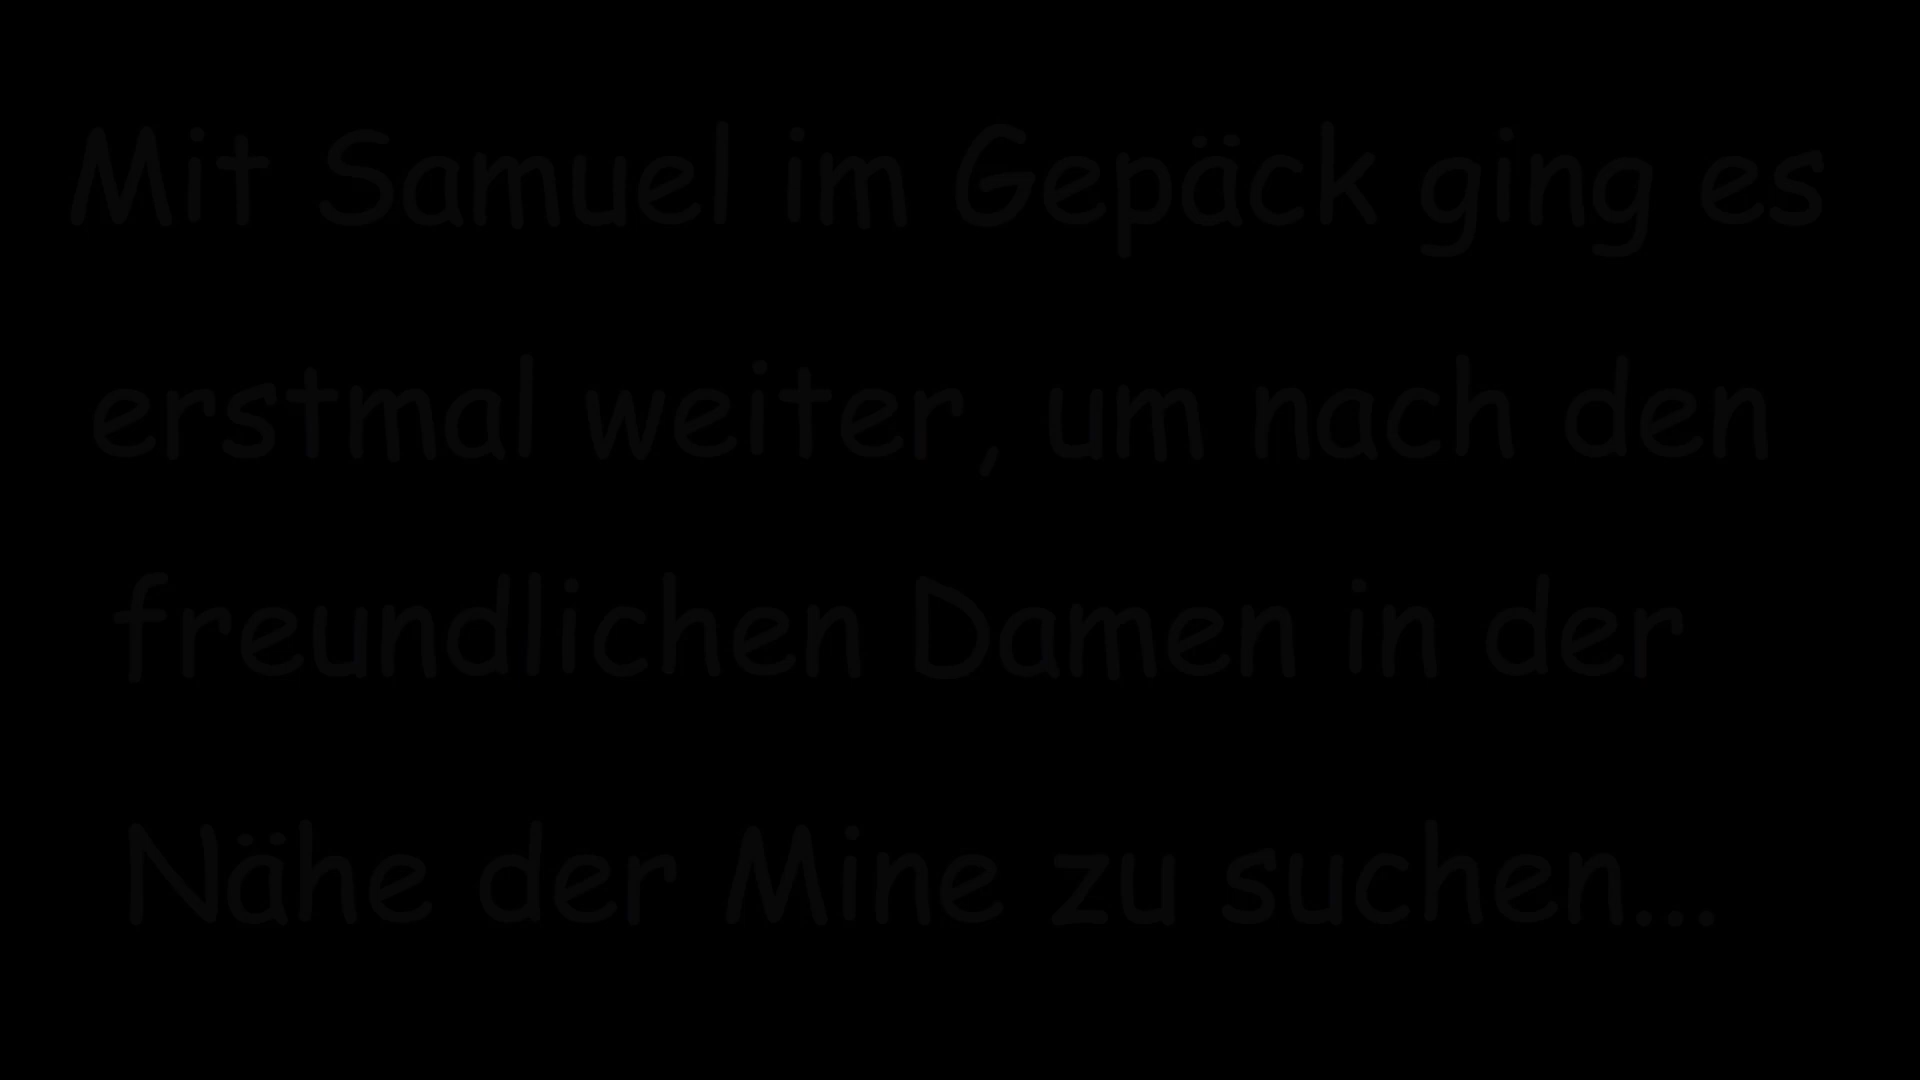 Mit Samuel im Gepäck ging es
erstmal weiter, um nach den
freundlichen Damen in der
Nähe der Mine zu suchen...